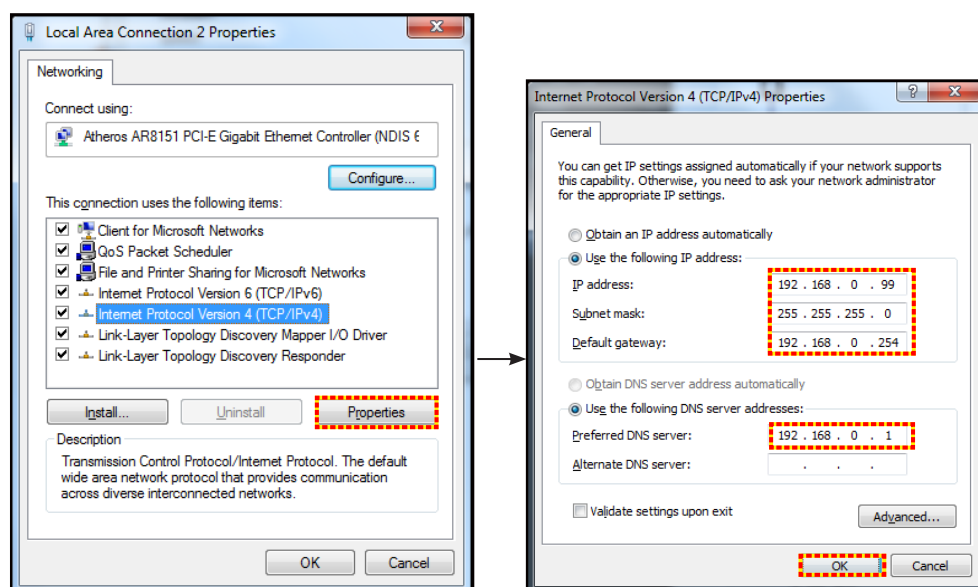 Local Area Connection 2 Properties
Networking
Connect using:
Atheros AR8151 PCI-E Gigabit Ethernet Controller (NDIS 6
Configure...
This connection uses the following items:
Client for Microsoft Networks
QoS Packet Scheduler
File and Printer Sharing for Microsoft Networks
Internet Protocol Version 6 (TCP/IPv6)
Internet Protocol Version 4 (TCP/IPv4)
Link-Layer Topology Discovery Mapper I/O Driver
Link-Layer Topology Discovery Responder
Install...
Uninstall
Properties
Description
Transmission Control Protocol/Internet Protocol. The default
wide area network protocol that provides communication
across diverse interconnected networks.
OK
Cancel
Internet Protocol Version 4 (TCP/IPv4) Properties
General
You can get IP settings assigned automatically if your network supports
this capability. Otherwise, you need to ask your network administrator
for the appropriate IP settings.
Obtain an IP address automatically
Use the following IP address:
IP address: 192 . 168 . 0 . 99
Subnet mask: 255 . 255 . 255 . 0
Default gateway: 192 . 168 . 0 . 254
Obtain DNS server address automatically
Use the following DNS server addresses:
Preferred DNS server: 192 . 168 . 0 . 1
Alternate DNS server: . . .
Validate settings upon exit
Advanced...
OK
Cancel